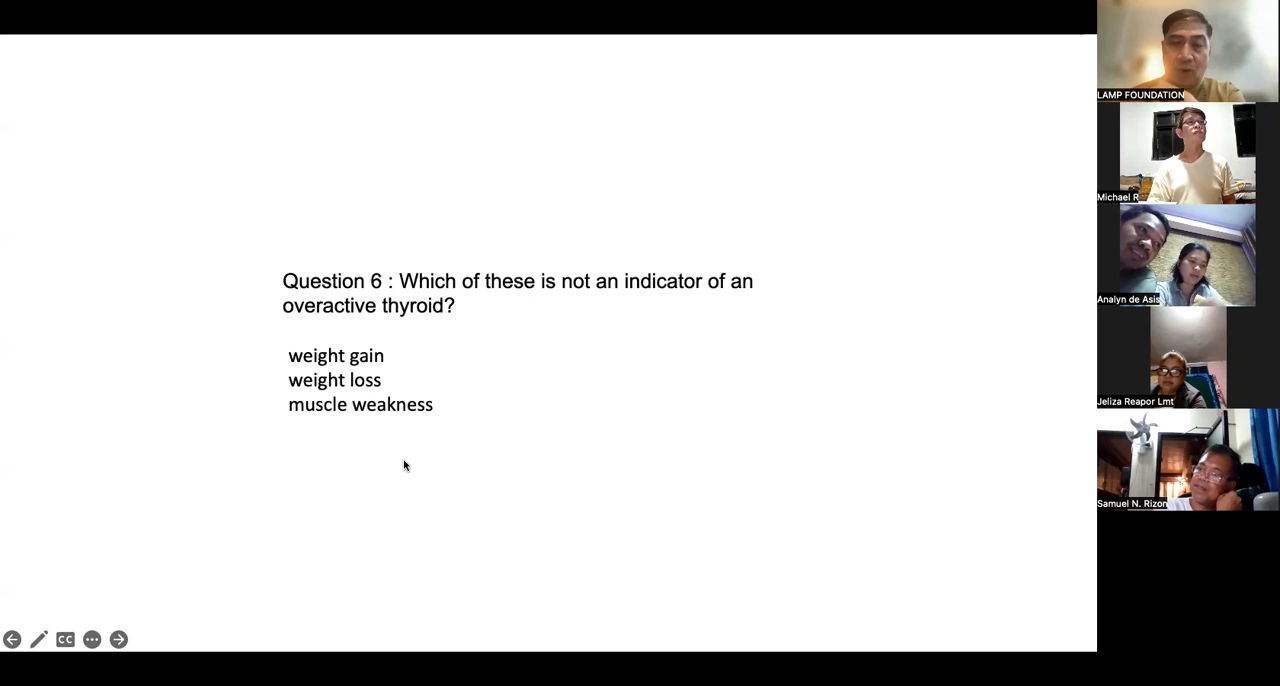 Question 6 : Which of these is not an indicator of an
overactive thyroid?
weight gain
weight loss
muscle weakness
CC
LAMP FOUNDATION
Michael R
Analyn de Asis
Jeliza Reapor Lmt
Samuel N. Rizon